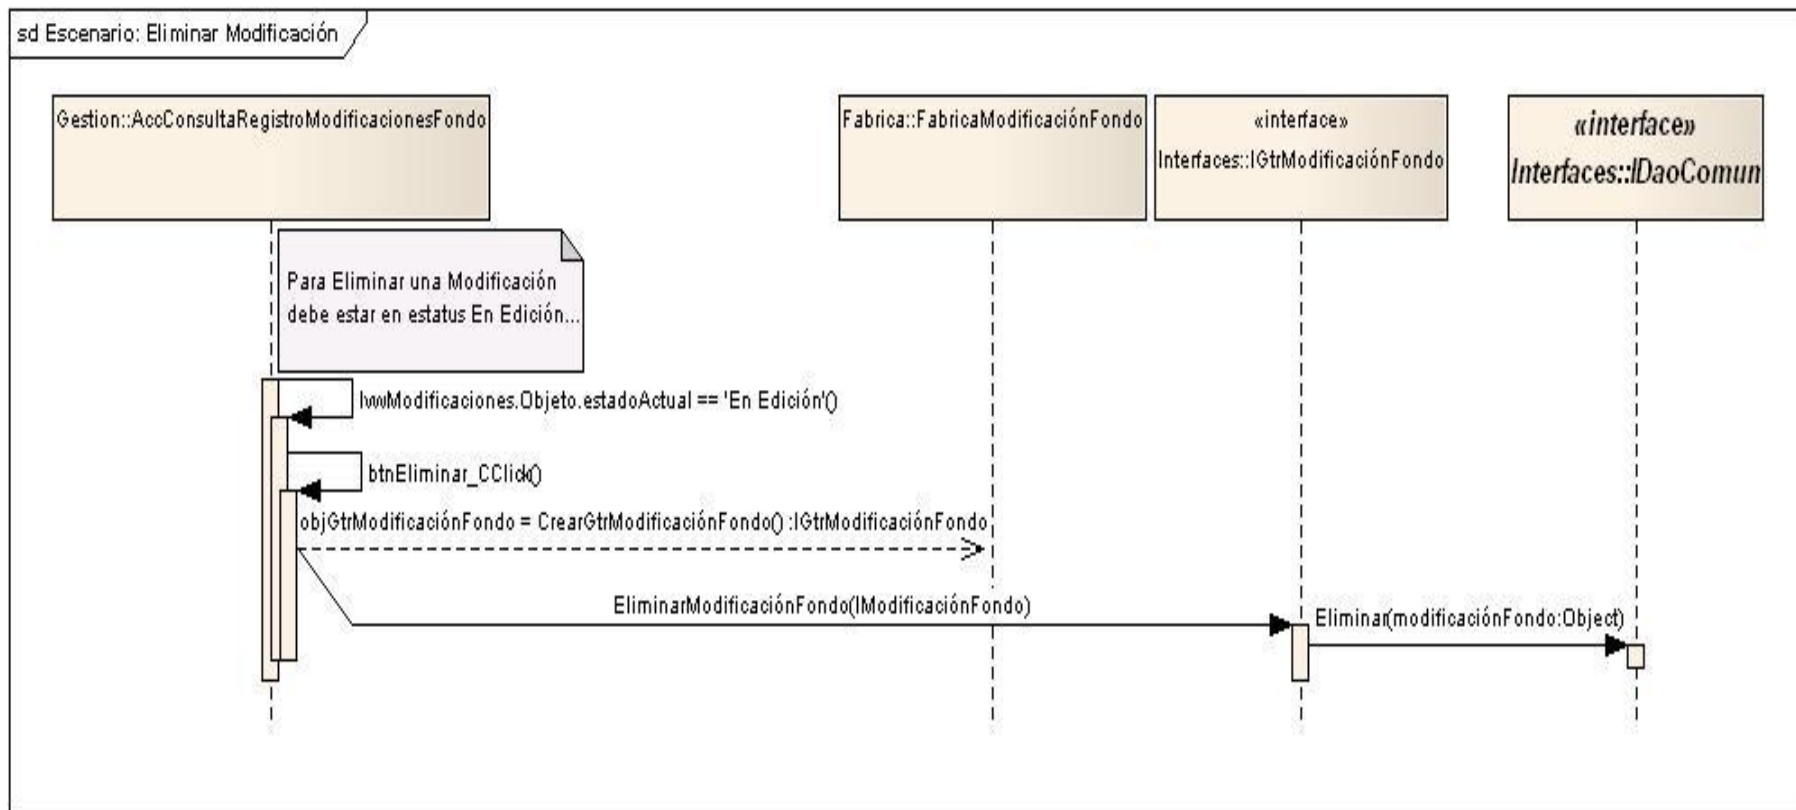 sd Escenario: Eliminar Modificación
Gestion::AccConsultaRegistroModificacionesFondo
Fabrica::FabricaModificaciónFondo
«interface»
Interfaces::IGtrModificaciónFondo
«interface»
Interfaces::IDaoComun
Para Eliminar una Modificación
debe estar en estatus En Edición...
lvwModificaciones.Objeto.estadoActual == 'En Edición'()
btnEliminar_CClick()
objGtrModificaciónFondo = CrearGtrModificaciónFondo() :IGtrModificaciónFondo
EliminarModificaciónFondo(IModificaciónFondo)
Eliminar(modificaciónFondo:Object)